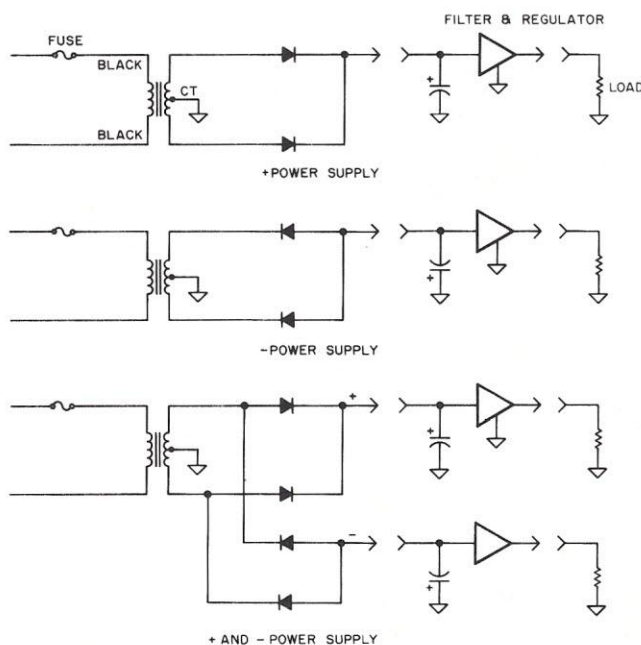 FILTER & REGULATOR
FUSE
BLACK
CT
LOAD
BLACK
+
+POWER SUPPLY
+
-POWER SUPPLY
+
+
-
+
+ AND - POWER SUPPLY